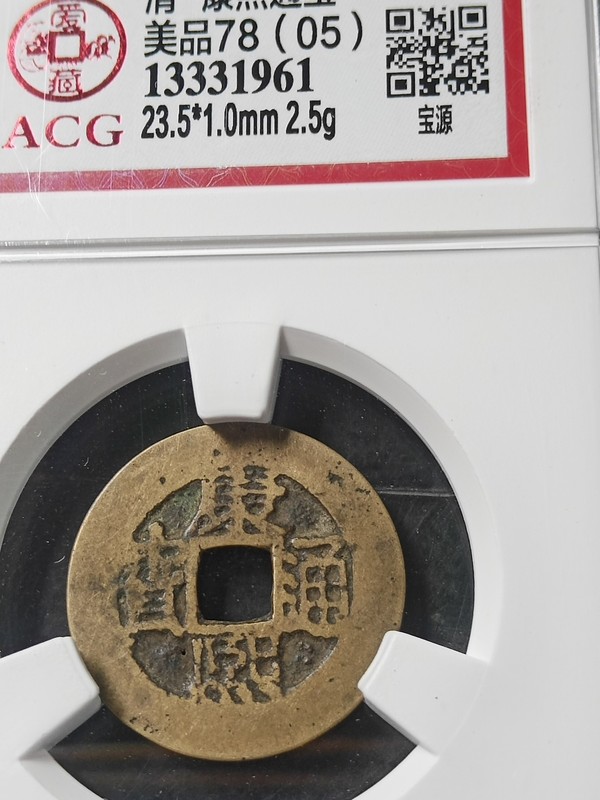 清 康熙通宝
美品78（05）
13331961
23.5*1.0mm 2.5g
宝源
愛藏
ACG
康熙通寶